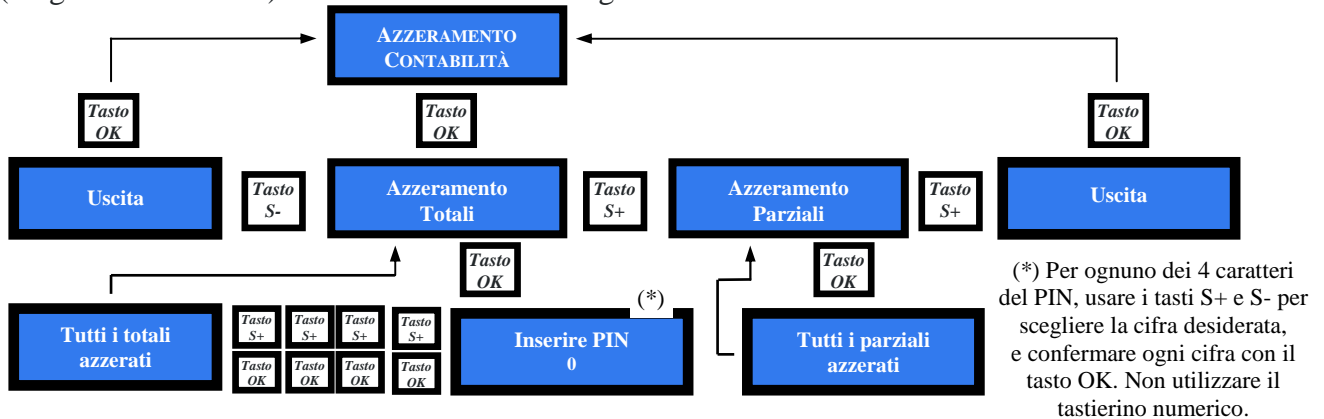 AZZERAMENTO
CONTABILITÀ
Tasto
OK
Tasto
OK
Tasto
OK
Uscita
Tasto
S-
Azzeramento
Totali
Tasto
S+
Azzeramento
Parziali
Tasto
S+
Uscita
Tasto
OK
Tasto
OK
(*)
Tutti i totali
azzerati
Tasto
S+
Tasto
S+
Tasto
S+
Tasto
S+
Tasto
OK
Tasto
OK
Tasto
OK
Tasto
OK
Inserire PIN
0
Tutti i parziali
azzerati
(*) Per ognuno dei 4 caratteri
del PIN, usare i tasti S+ e S- per
scegliere la cifra desiderata,
e confermare ogni cifra con il
tasto OK. Non utilizzare il
tastierino numerico.